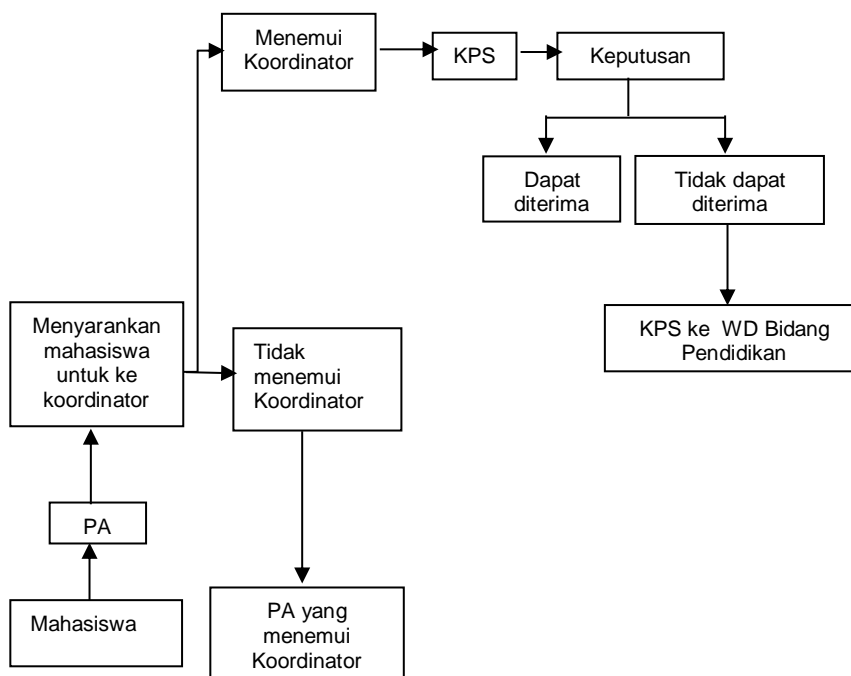 Menemui
Koordinator
KPS
Keputusan
Dapat
diterima
Tidak dapat
diterima
KPS ke WD Bidang
Pendidikan
Menyarankan
mahasiswa
untuk ke
koordinator
Tidak
menemui
Koordinator
PA
Mahasiswa
PA yang
menemui
Koordinator